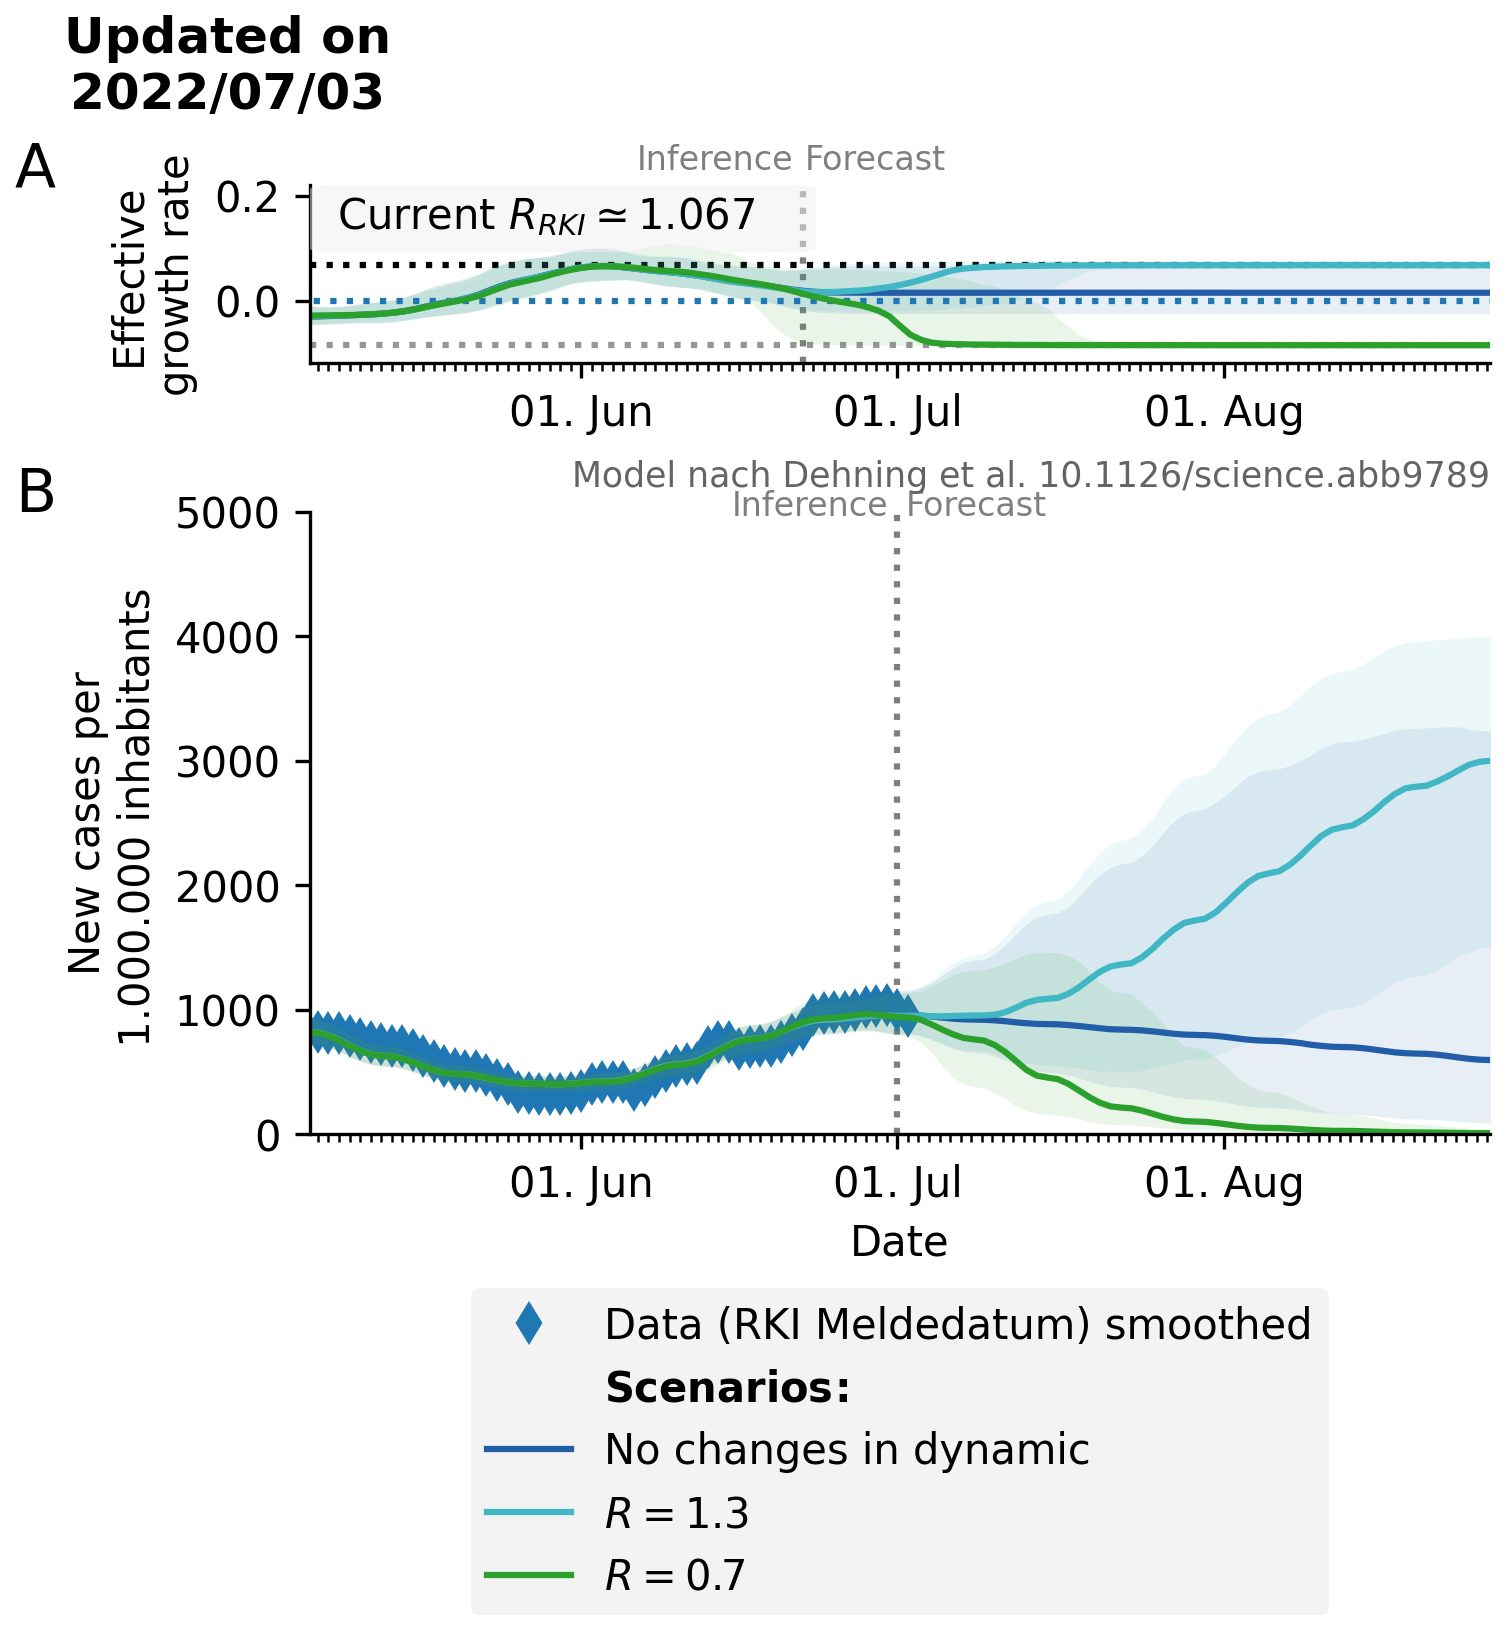 Updated on
2022/07/03
A
Inference Forecast
Effective
growth rate
0.2
0.0
Current R_RKI ≃ 1.067
01. Jun 01. Jul 01. Aug
B
Model nach Dehning et al. 10.1126/science.abb9789
Inference Forecast
New cases per
1.000.000 inhabitants
5000
4000
3000
2000
1000
0
01. Jun 01. Jul 01. Aug
Date
Data (RKI Meldedatum) smoothed
Scenarios:
No changes in dynamic
R = 1.3
R = 0.7